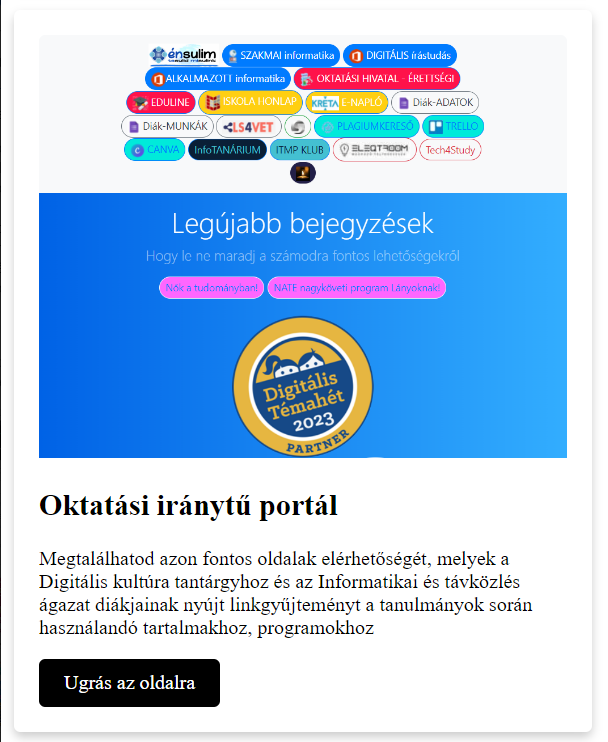 énsulim SZAKMAI informatika DIGITÁLIS írástudás
ALKALMAZOTT informatika OKTATÁSI HIVATAL - ÉRETTSÉGI
EDULINE ISKOLA HONLAP KRÉTA E-NAPLÓ Diák-ADATOK
Diák-MUNKÁK LS4VET PLAGIUMKERESŐ TRELLO
CANVA InfoTANÁRIUM ITMP KLUB ELEQTROOM Tech4Study
Legújabb bejegyzések
Hogy le ne maradj a számodra fontos lehetőségekről
Nők a tudományban! NATE nagyköveti program Lányoknak!
Digitális
Témahét
2023
PARTNER
Oktatási iránytű portál
Megtalálhatod azon fontos oldalak elérhetőségét, melyek a
Digitális kultúra tantárgyhoz és az Informatikai és távközlés
ágazat diákjainak nyújt linkgyűjteményt a tanulmányok során
használandó tartalmakhoz, programokhoz
Ugrás az oldalra